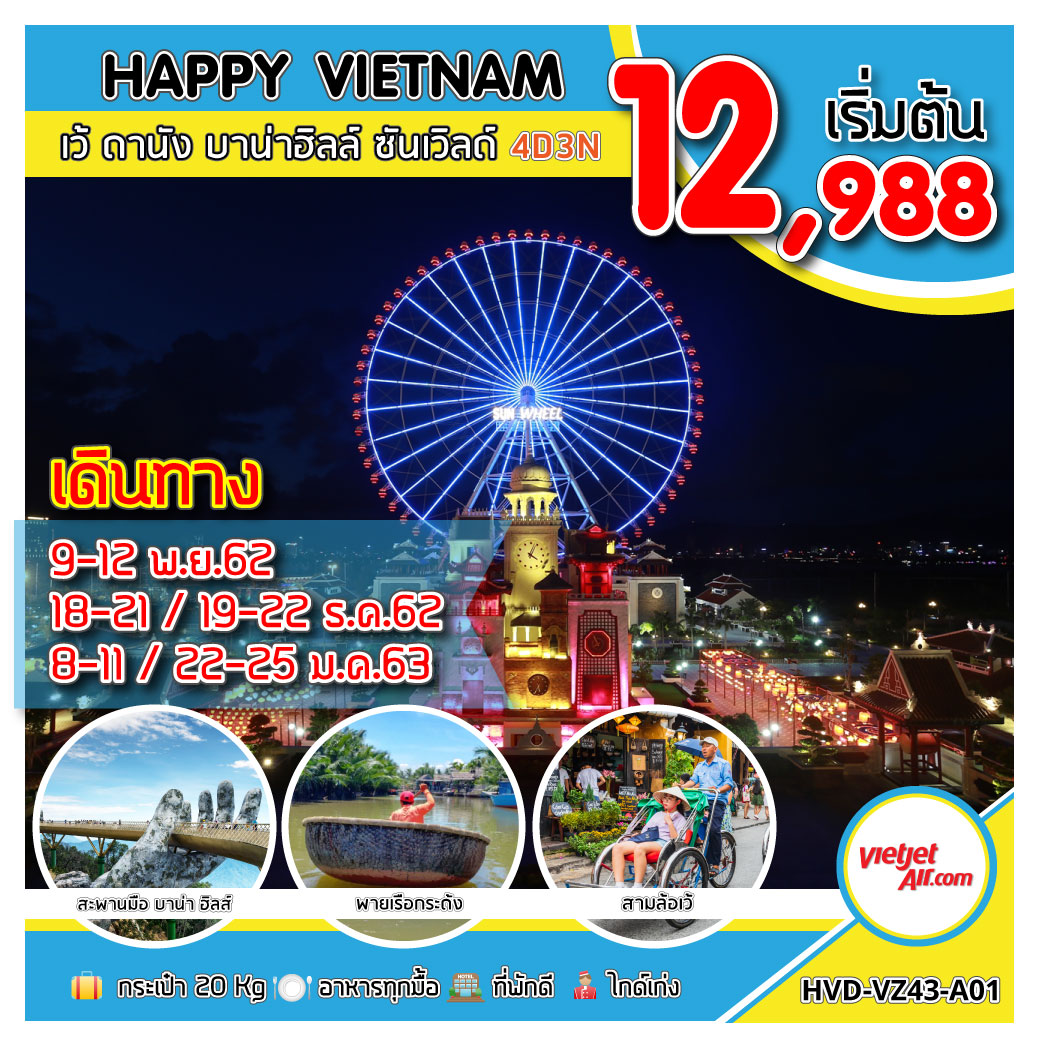 HAPPY VIETNAM
เว้ ดานัง บาน่าฮิลล์ ซันเวิลด์ 4D3N
เริ่มต้น
12,988
SUN WHEEL
เดินทาง
9-12 พ.ย.62
18-21 / 19-22 ธ.ค.62
8-11 / 22-25 ม.ค.63
สะพานมือ บาน่า ฮิลส์
พายเรือกระด้ง
สามล้อเว้
vietjet
Air.com
กระเป๋า 20 Kg อาหารทุกมื้อ HOTEL ที่พักดี ไกด์เก่ง
HVD-VZ43-A01